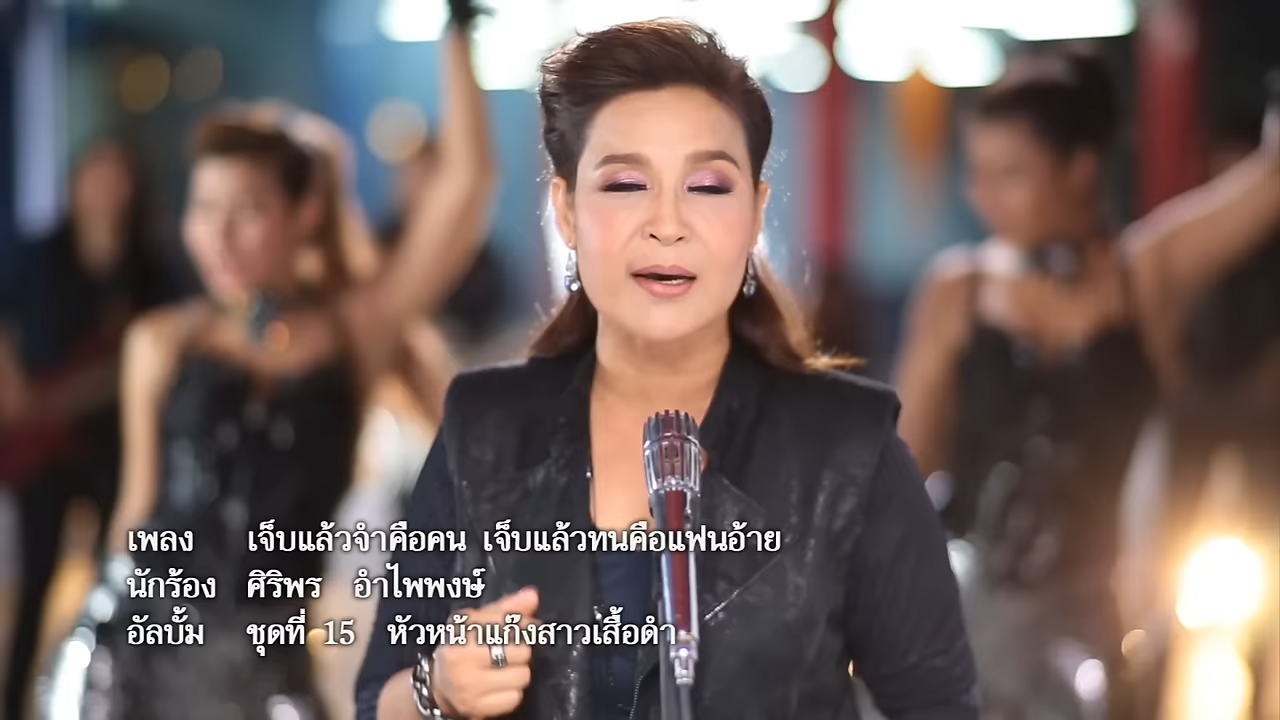 เพลง เจ็บแล้วจำคือคน เจ็บแล้วทนคือแฟนอ้าย
นักร้อง ศิริพร อำไพพงษ์
อัลบั้ม ชุดที่ 15 หัวหน้าแก๊งสาวเสื้อดำ